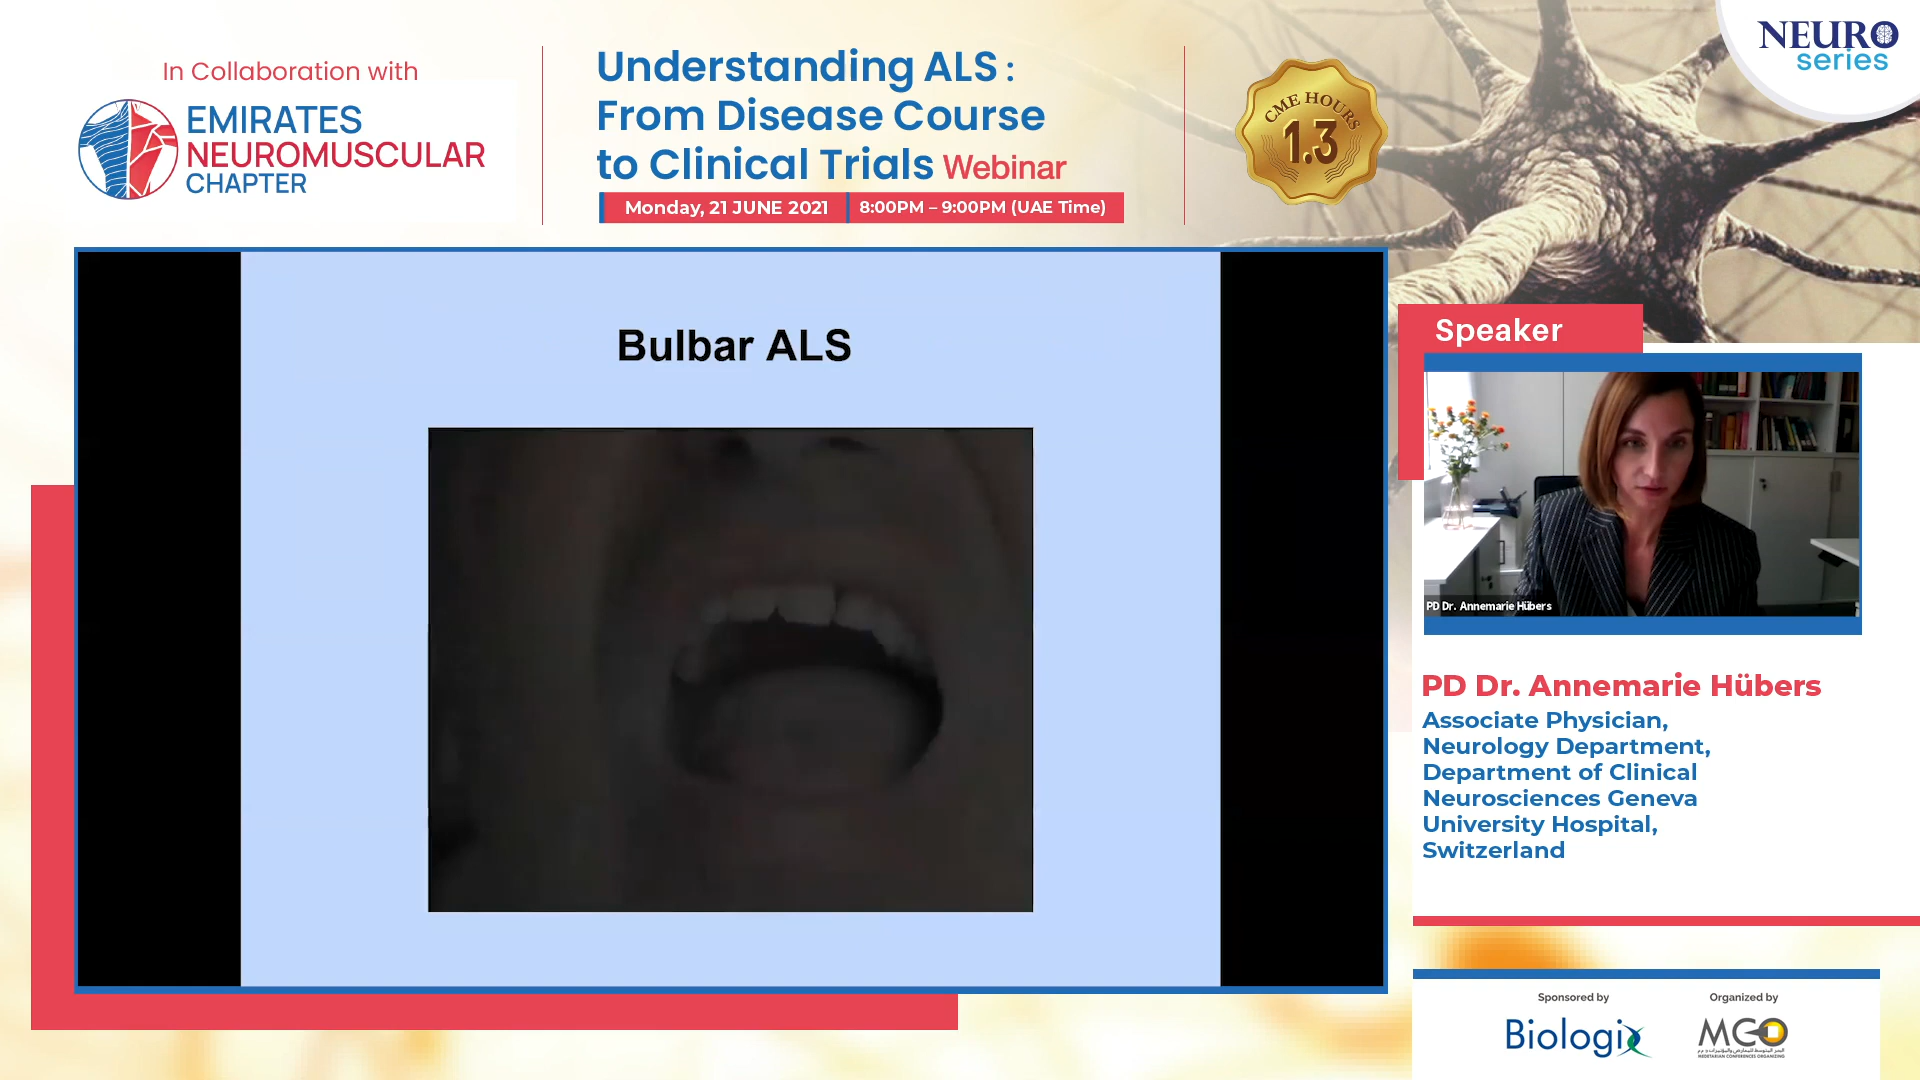 In Collaboration with
EMIRATES
NEUROMUSCULAR
CHAPTER
Understanding ALS :
From Disease Course
to Clinical Trials Webinar
Monday, 21 JUNE 2021 8:00PM – 9:00PM (UAE Time)
CME HOURS
1.3
NEURO
series
Bulbar ALS
Speaker
PD Dr. Annemarie Hübers
PD Dr. Annemarie Hübers
Associate Physician,
Neurology Department,
Department of Clinical
Neurosciences Geneva
University Hospital,
Switzerland
Sponsored by
Biologix
Organized by
MCO